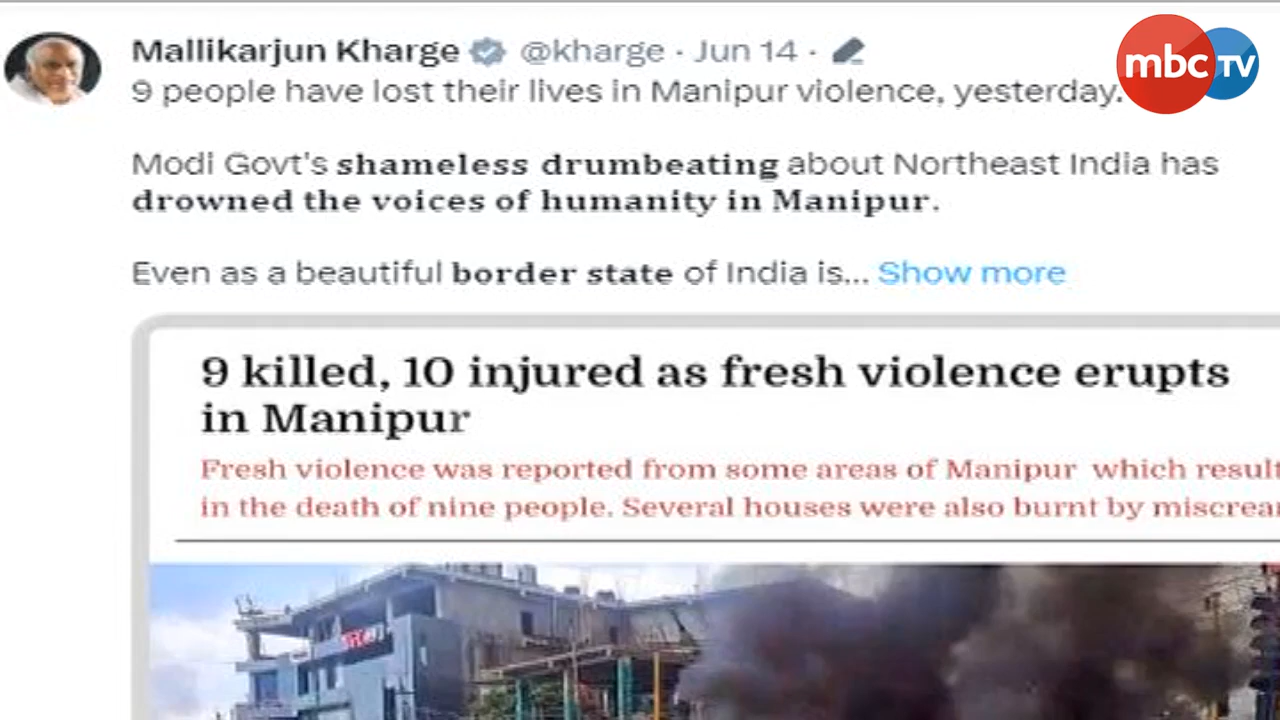 Mallikarjun Kharge @kharge · Jun 14 ·
mbc TV
9 people have lost their lives in Manipur violence, yesterday.
Modi Govt's shameless drumbeating about Northeast India has
drowned the voices of humanity in Manipur.
Even as a beautiful border state of India is... Show more
9 killed, 10 injured as fresh violence erupts
in Manipur
Fresh violence was reported from some areas of Manipur which result
in the death of nine people. Several houses were also burnt by miscrea